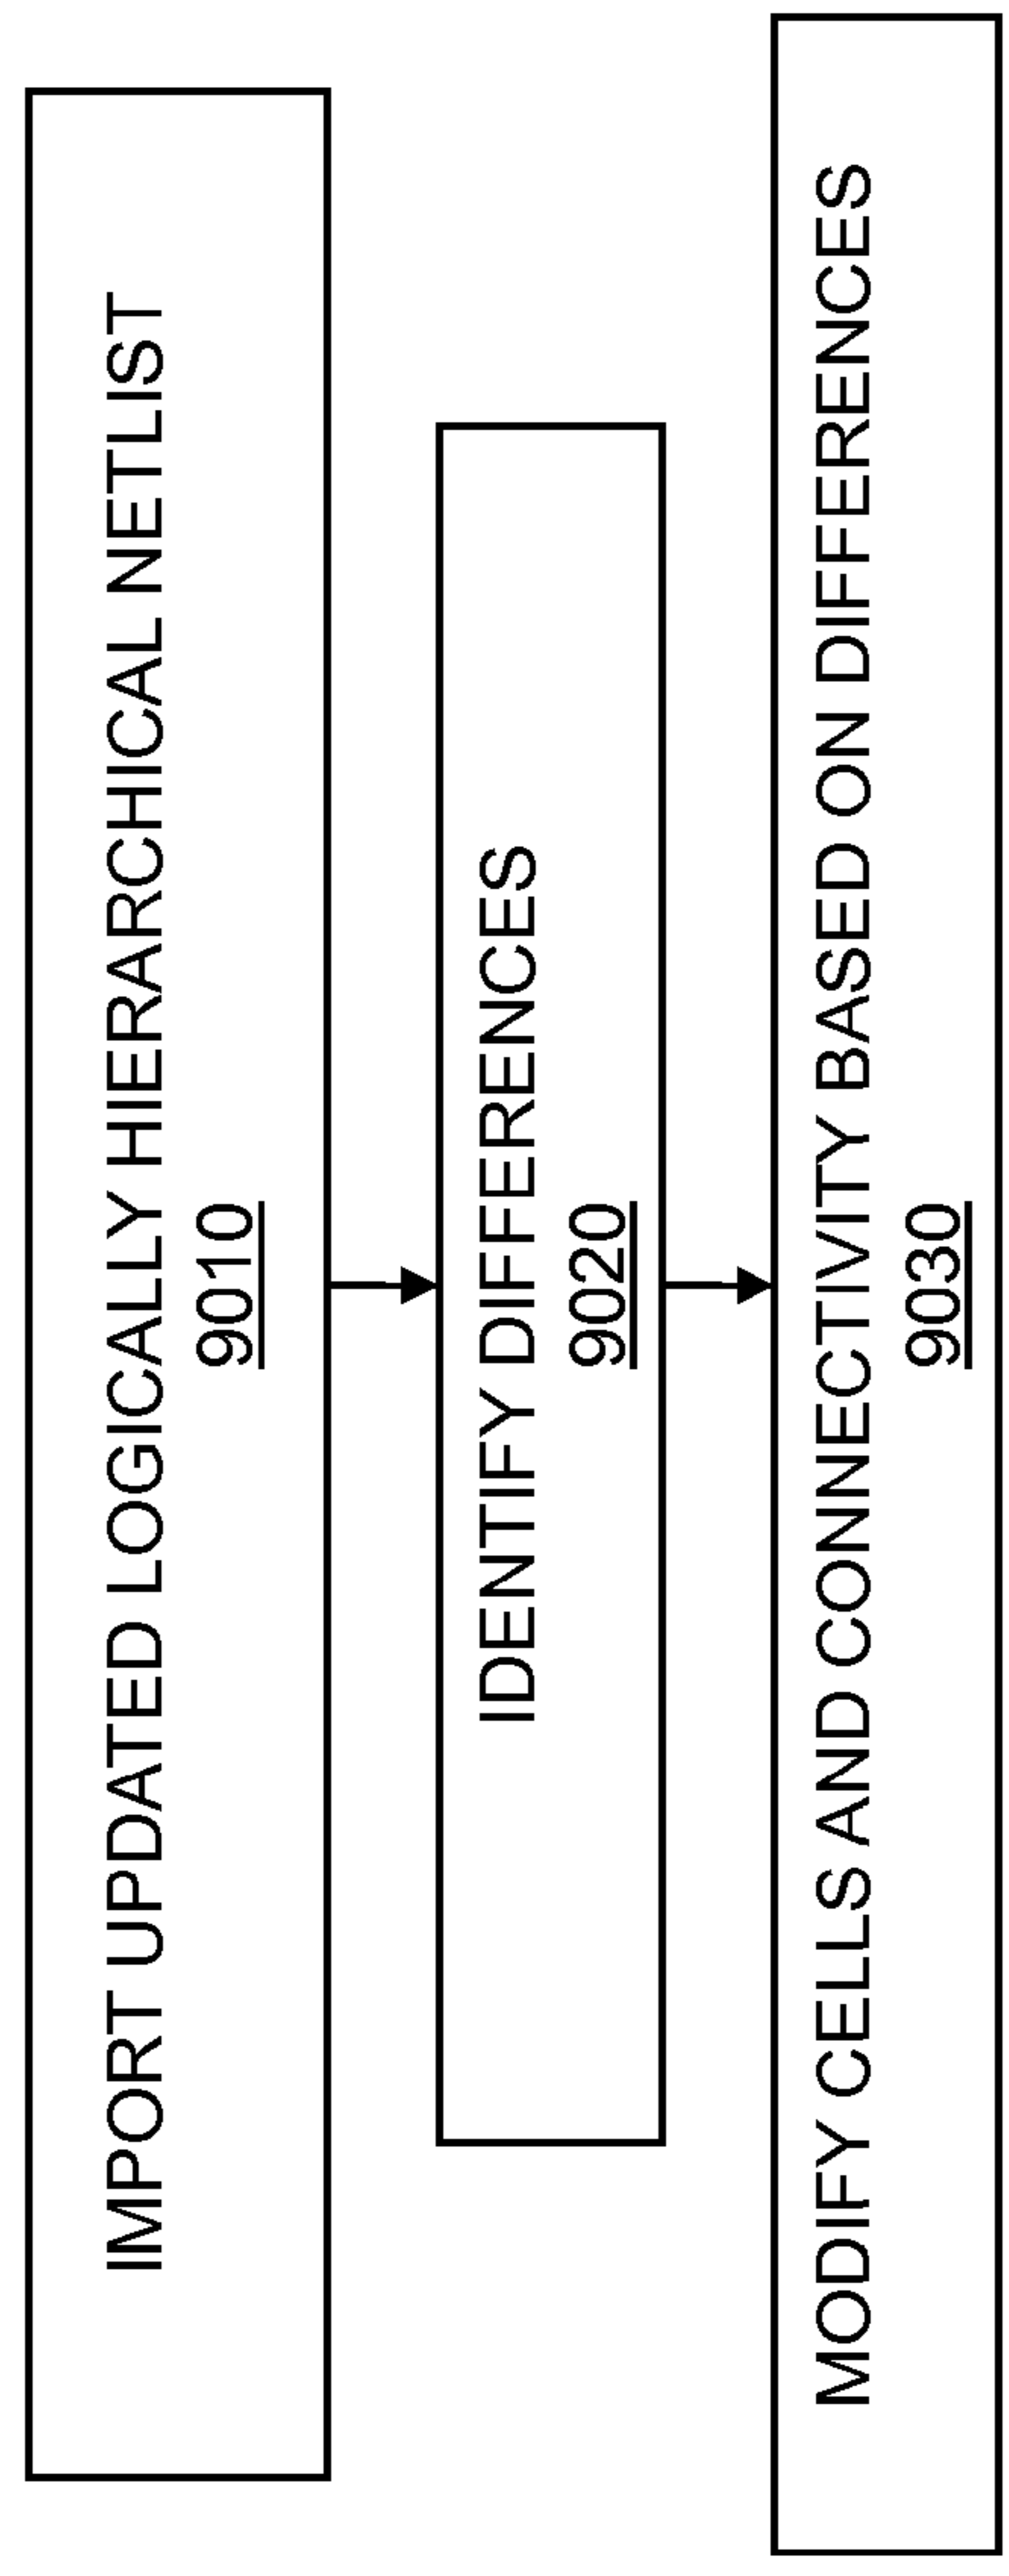 IMPORT UPDATED LOGICALLY HIERARCHICAL NETLIST
9010
IDENTIFY DIFFERENCES
9020
MODIFY CELLS AND CONNECTIVITY BASED ON DIFFERENCES
9030